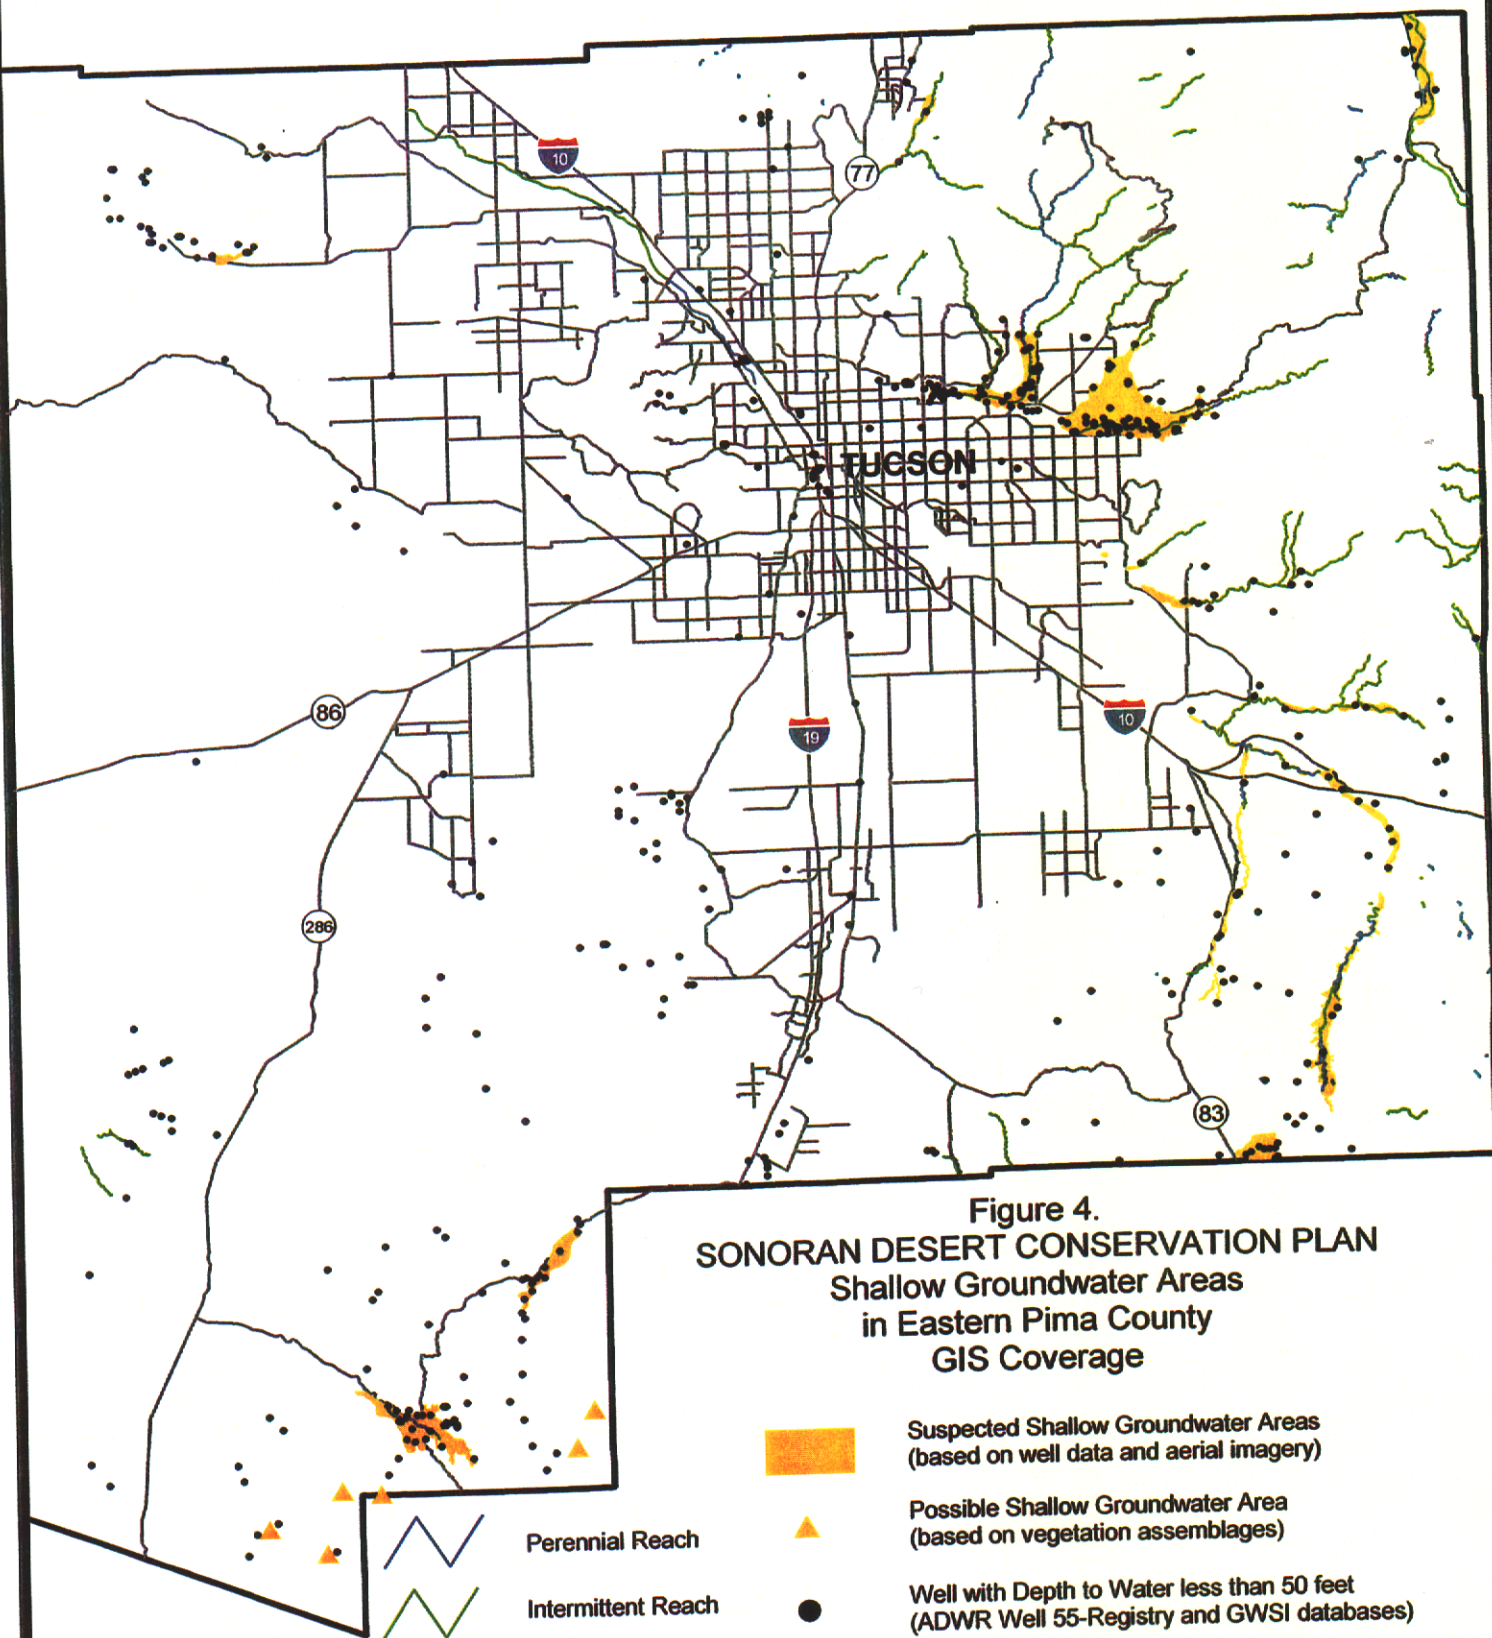 10
77
TUCSON
86
19
10
286
83
Figure 4.
SONORAN DESERT CONSERVATION PLAN
Shallow Groundwater Areas
in Eastern Pima County
GIS Coverage
Suspected Shallow Groundwater Areas
(based on well data and aerial imagery)
Possible Shallow Groundwater Area
(based on vegetation assemblages)
Perennial Reach
Well with Depth to Water less than 50 feet
(ADWR Well 55-Registry and GWSI databases)
Intermittent Reach